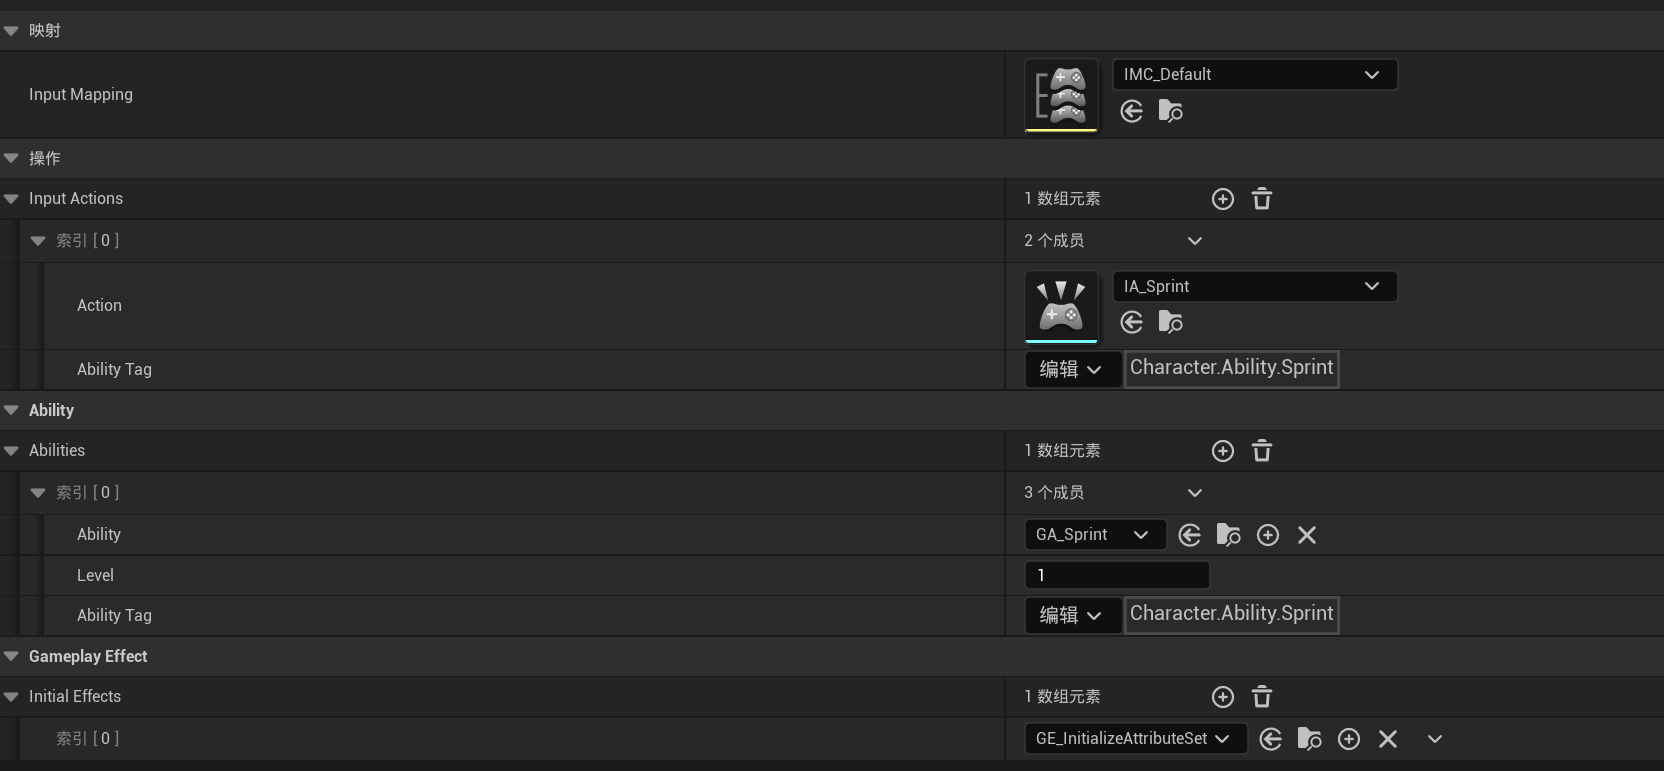 映射
Input Mapping
IMC_Default
操作
Input Actions
1 数组元素
索引 [ 0 ]
2 个成员
Action
IA_Sprint
Ability Tag
编辑
Character.Ability.Sprint
Ability
Abilities
1 数组元素
索引 [ 0 ]
3 个成员
Ability
GA_Sprint
Level
1
Ability Tag
编辑
Character.Ability.Sprint
Gameplay Effect
Initial Effects
1 数组元素
索引 [ 0 ]
GE_InitializeAttributeSet